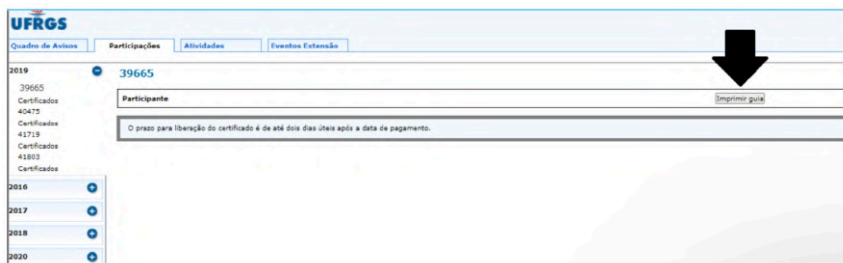 UFRGS
Quadro de Avisos
Participações
Atividades
Eventos Extensão
2019
39665
Certificados
40475
Certificados
41719
Certificados
41803
Certificados
2016
2017
2018
2020
39665
Participante
Imprimir guia
O prazo para liberação do certificado é de até dois dias úteis após a data de pagamento.